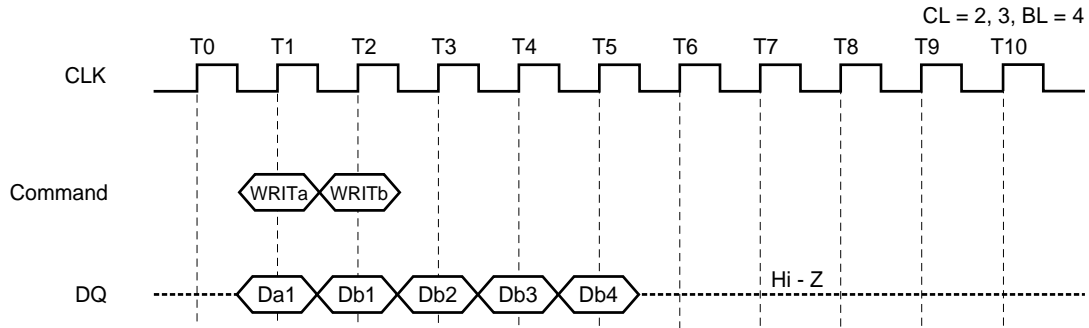 CL = 2, 3, BL = 4
T0 T1 T2 T3 T4 T5 T6 T7 T8 T9 T10
CLK
Command WRITa WRITb
DQ Da1 Db1 Db2 Db3 Db4 Hi - Z